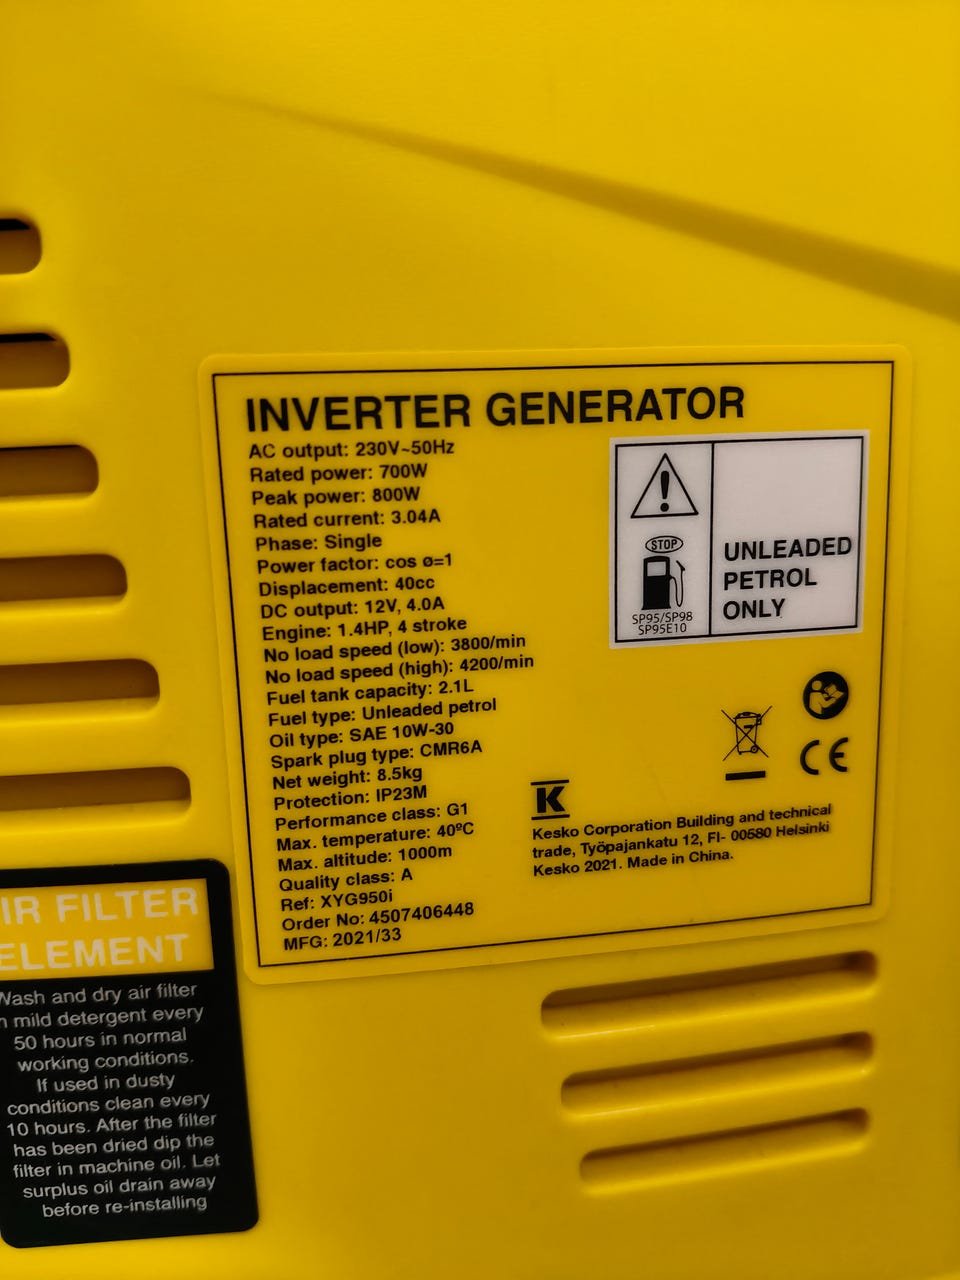 INVERTER GENERATOR
AC output: 230V~50Hz
Rated power: 700W
Peak power: 800W
Rated current: 3.04A
Phase: Single
Power factor: cos ø=1
Displacement: 40cc
DC output: 12V, 4.0A
Engine: 1.4HP, 4 stroke
No load speed (low): 3800/min
No load speed (high): 4200/min
Fuel tank capacity: 2.1L
Fuel type: Unleaded petrol
Oil type: SAE 10W-30
Spark plug type: CMR6A
Net weight: 8.5kg
Protection: IP23M
Performance class: G1
Max. temperature: 40ºC
Max. altitude: 1000m
Quality class: A
Ref: XYG950i
Order No: 4507406448
MFG: 2021/33
STOP
SP95/SP98
SP95E10
UNLEADED
PETROL
ONLY
CE
K
Kesko Corporation Building and technical
trade, Työpajankatu 12, FI- 00580 Helsinki
Kesko 2021. Made in China.
IR FILTER
ELEMENT
Wash and dry air filter
n mild detergent every
50 hours in normal
working conditions.
If used in dusty
conditions clean every
10 hours. After the filter
has been dried dip the
filter in machine oil. Let
surplus oil drain away
before re-installing